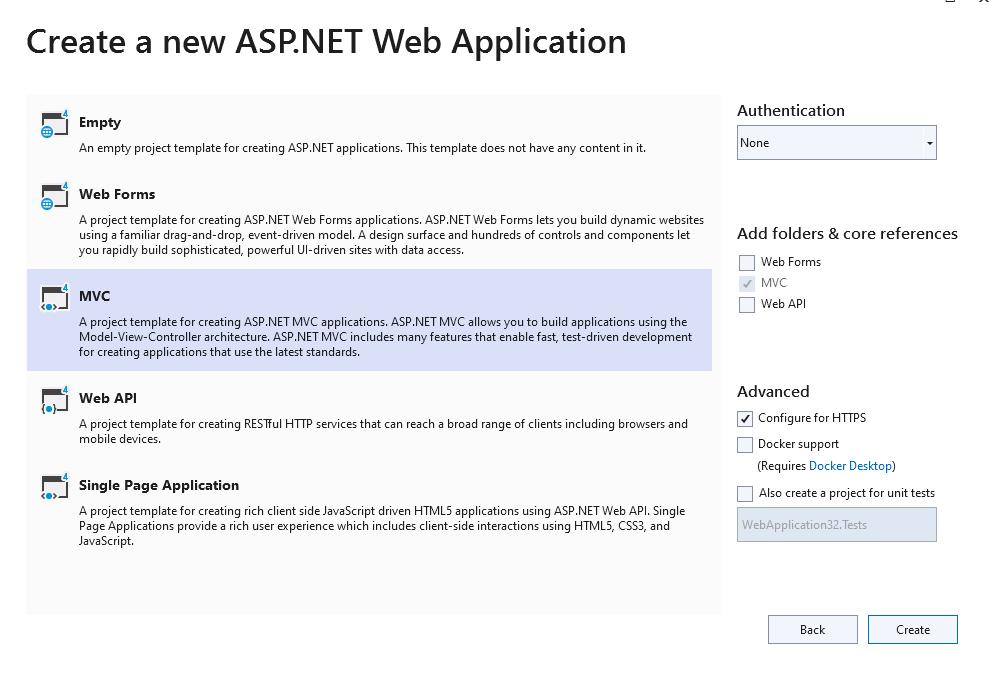 Create a new ASP.NET Web Application
Empty
An empty project template for creating ASP.NET applications. This template does not have any content in it.
Web Forms
A project template for creating ASP.NET Web Forms applications. ASP.NET Web Forms lets you build dynamic websites
using a familiar drag-and-drop, event-driven model. A design surface and hundreds of controls and components let
you rapidly build sophisticated, powerful UI-driven sites with data access.
MVC
A project template for creating ASP.NET MVC applications. ASP.NET MVC allows you to build applications using the
Model-View-Controller architecture. ASP.NET MVC includes many features that enable fast, test-driven development
for creating applications that use the latest standards.
Web API
A project template for creating RESTful HTTP services that can reach a broad range of clients including browsers and
mobile devices.
Single Page Application
A project template for creating rich client side JavaScript driven HTML5 applications using ASP.NET Web API. Single
Page Applications provide a rich user experience which includes client-side interactions using HTML5, CSS3, and
JavaScript.
Authentication
None
Add folders & core references
Web Forms
MVC
Web API
Advanced
Configure for HTTPS
Docker support
(Requires Docker Desktop)
Also create a project for unit tests
WebApplication32.Tests
Back
Create